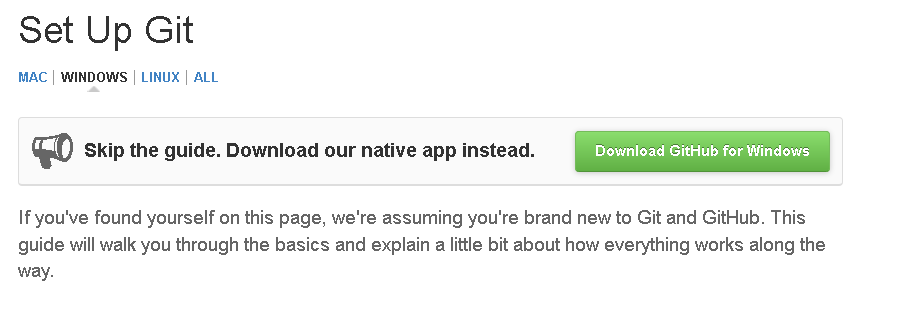 Set Up Git
MAC | WINDOWS | LINUX | ALL
Skip the guide. Download our native app instead.
Download GitHub for Windows
If you've found yourself on this page, we're assuming you're brand new to Git and GitHub. This
guide will walk you through the basics and explain a little bit about how everything works along the
way.